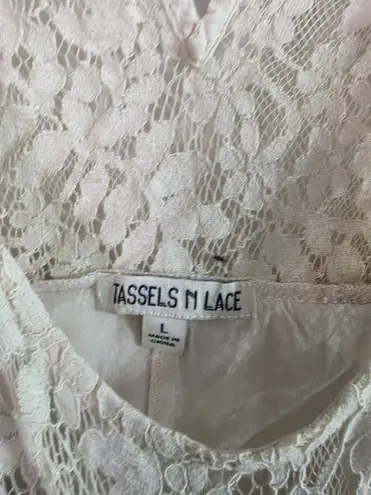 TASSELS N LACE
L
MADE IN
CHINA